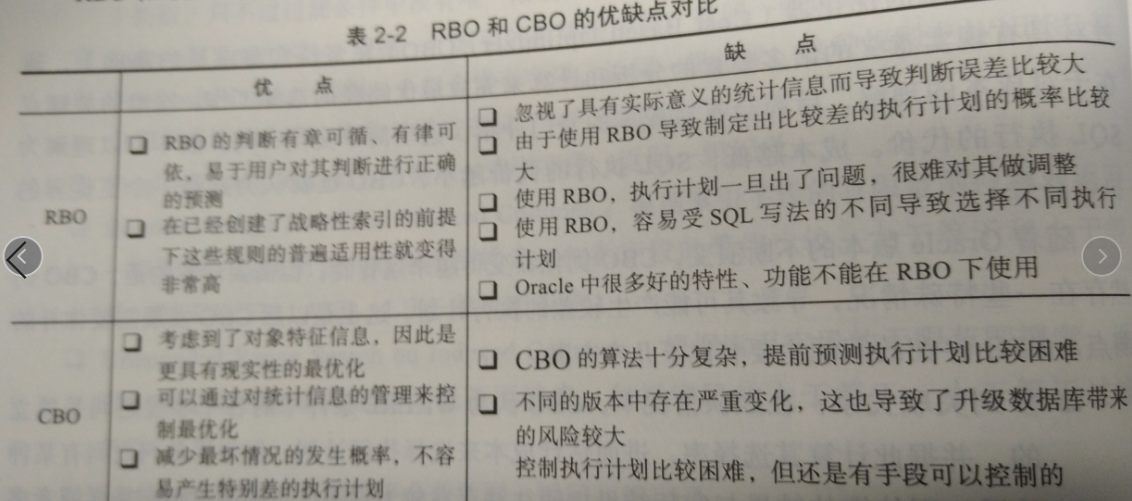 表 2-2 RBO 和 CBO 的优缺点对比
优 点
缺 点
RBO
❑ RBO 的判断有章可循、有律可
依，易于用户对其判断进行正确
的预测
❑ 在已经创建了战略性索引的前提
下这些规则的普遍适用性就变得
非常高
❑ 忽视了具有实际意义的统计信息而导致判断误差比较大
❑ 由于使用 RBO 导致制定出比较差的执行计划的概率比较
大
❑ 使用 RBO，执行计划一旦出了问题，很难对其做调整
❑ 使用 RBO，容易受 SQL 写法的不同导致选择不同执行
计划
❑ Oracle 中很多好的特性、功能不能在 RBO 下使用
CBO
❑ 考虑到了对象特征信息，因此是
更具有现实性的最优化
❑ 可以通过对统计信息的管理来控
制最优化
❑ 减少最坏情况的发生概率，不容
易产生特别差的执行计划
❑ CBO 的算法十分复杂，提前预测执行计划比较困难
❑ 不同的版本中存在严重变化，这也导致了升级数据库带来
的风险较大
控制执行计划比较困难，但还是有手段可以控制的